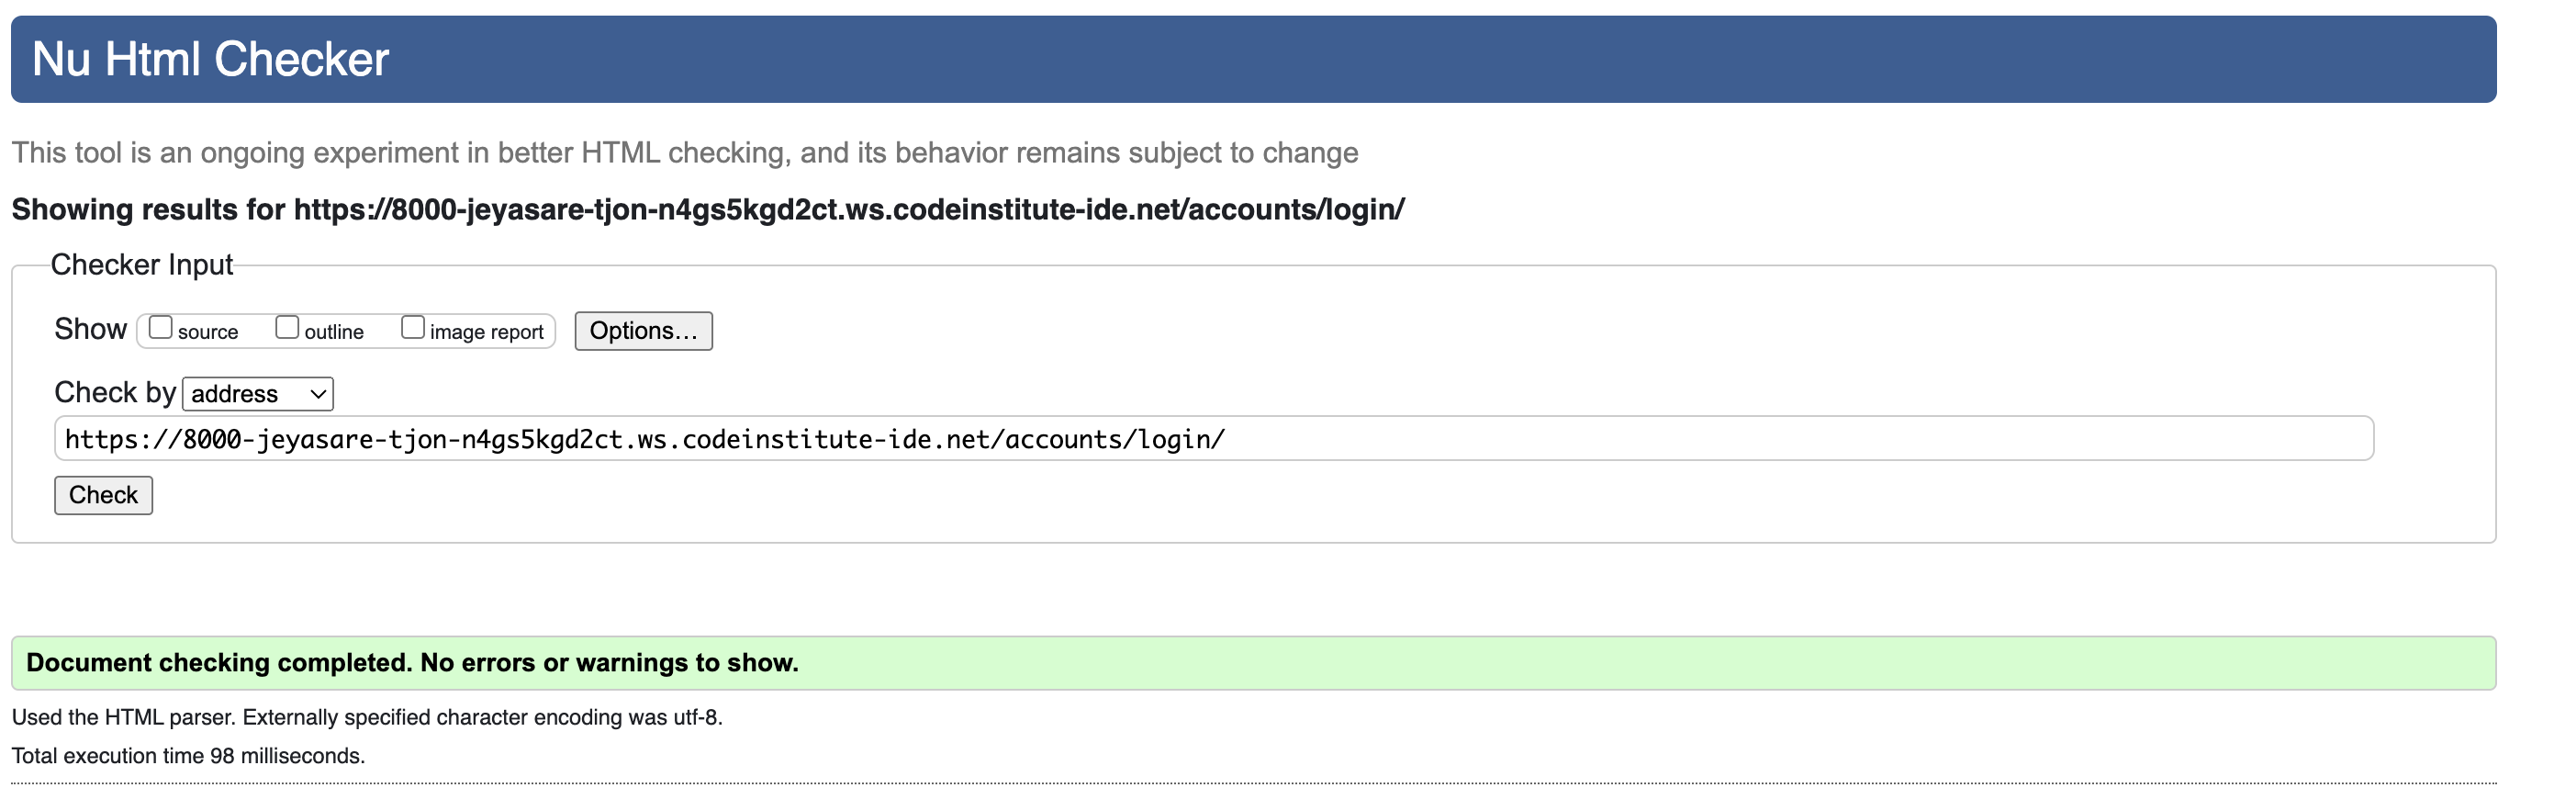 Nu Html Checker
This tool is an ongoing experiment in better HTML checking, and its behavior remains subject to change
Showing results for https://8000-jeyasare-tjon-n4gs5kgd2ct.ws.codeinstitute-ide.net/accounts/login/
Checker Input
Show source outline image report Options...
Check by address
https://8000-jeyasare-tjon-n4gs5kgd2ct.ws.codeinstitute-ide.net/accounts/login/
Check
Document checking completed. No errors or warnings to show.
Used the HTML parser. Externally specified character encoding was utf-8.
Total execution time 98 milliseconds.